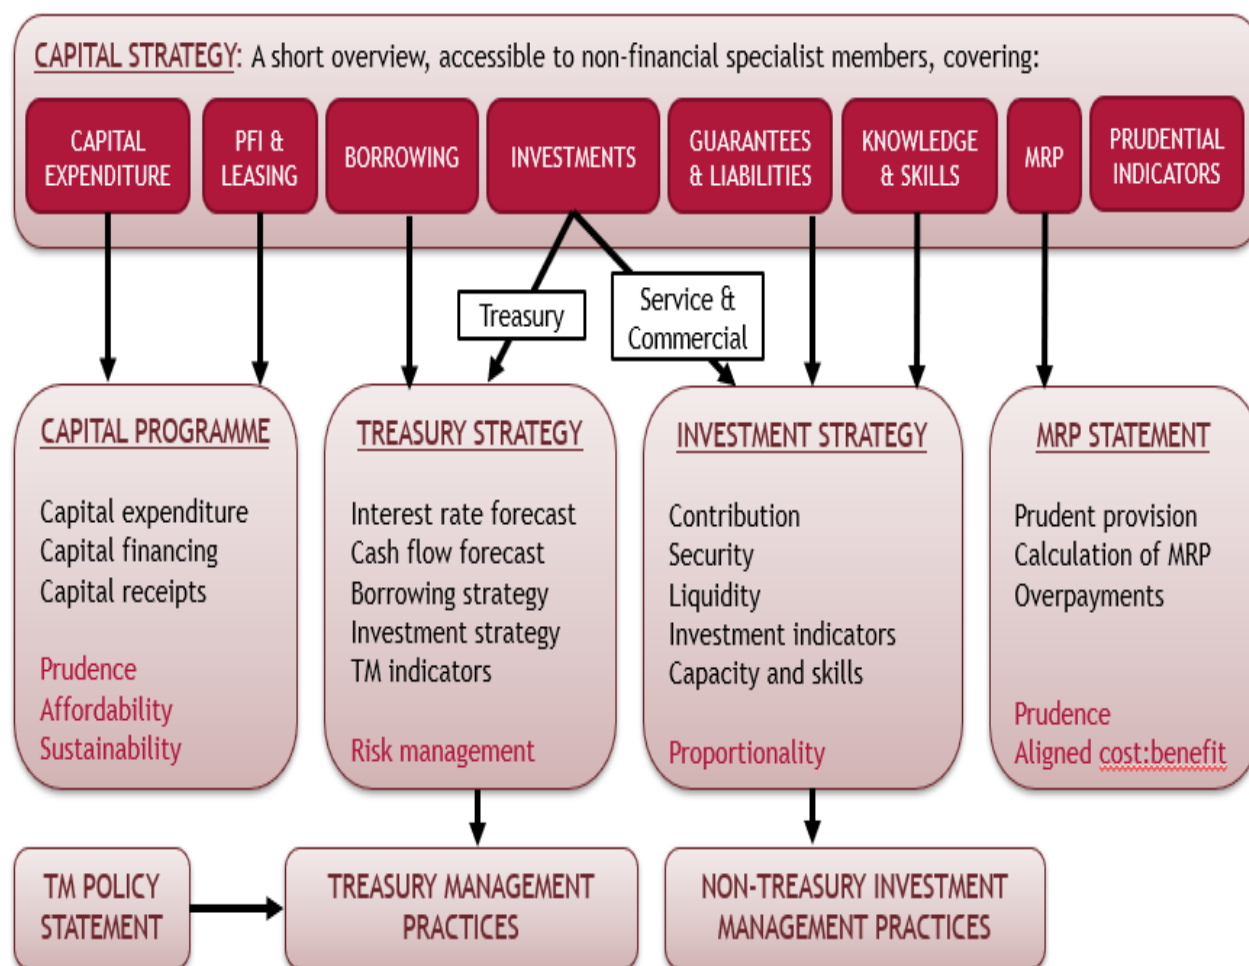 CAPITAL STRATEGY: A short overview, accessible to non-financial specialist members, covering:
CAPITAL
EXPENDITURE
PFI &
LEASING
BORROWING
INVESTMENTS
GUARANTEES
& LIABILITIES
KNOWLEDGE
& SKILLS
MRP
PRUDENTIAL
INDICATORS
Treasury
Service &
Commercial
CAPITAL PROGRAMME
Capital expenditure
Capital financing
Capital receipts
Prudence
Affordability
Sustainability
TREASURY STRATEGY
Interest rate forecast
Cash flow forecast
Borrowing strategy
Investment strategy
TM indicators
Risk management
INVESTMENT STRATEGY
Contribution
Security
Liquidity
Investment indicators
Capacity and skills
Proportionality
MRP STATEMENT
Prudent provision
Calculation of MRP
Overpayments
Prudence
Aligned cost:benefit
TM POLICY
STATEMENT
TREASURY MANAGEMENT
PRACTICES
NON-TREASURY INVESTMENT
MANAGEMENT PRACTICES